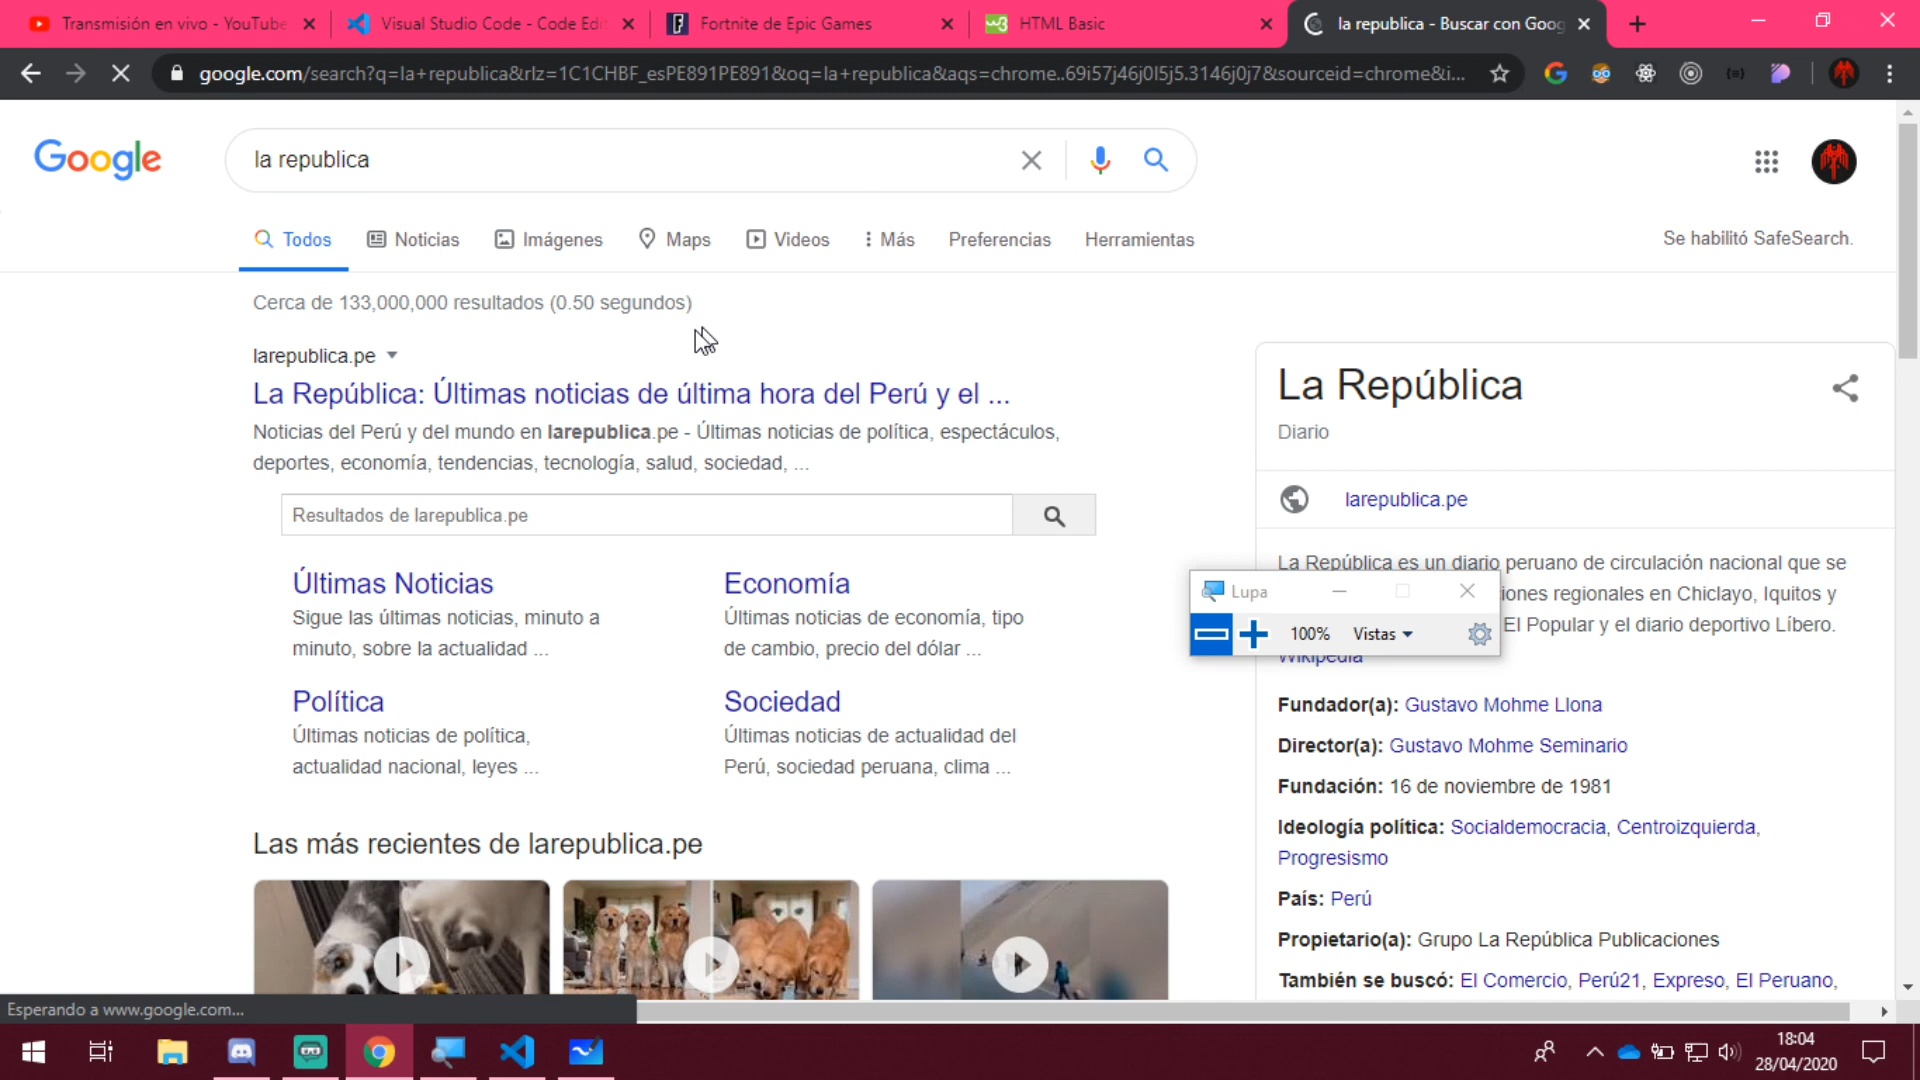 Transmisión en vivo - YouTube
Visual Studio Code - Code Edit
Fortnite de Epic Games
HTML Basic
la republica - Buscar con Goog
google.com/search?q=la+republica&rlz=1C1CHBF_esPE891PE891&oq=la+republica&aqs=chrome..69i57j46j0l5j5.3146j0j7&sourceid=chrome&i...
Google
la republica
Todos
Noticias
Imágenes
Maps
Videos
Más
Preferencias
Herramientas
Se habilitó SafeSearch.
Cerca de 133,000,000 resultados (0.50 segundos)
larepublica.pe
La República: Últimas noticias de última hora del Perú y el ...
Noticias del Perú y del mundo en larepublica.pe - Últimas noticias de política, espectáculos,
deportes, economía, tendencias, tecnología, salud, sociedad, ...
Resultados de larepublica.pe
Últimas Noticias
Sigue las últimas noticias, minuto a
minuto, sobre la actualidad ...
Economía
Últimas noticias de economía, tipo
de cambio, precio del dólar ...
Política
Últimas noticias de política,
actualidad nacional, leyes ...
Sociedad
Últimas noticias de actualidad del
Perú, sociedad peruana, clima ...
Las más recientes de larepublica.pe
La República
Diario
larepublica.pe
La República es un diario peruano de circulación nacional que se
iones regionales en Chiclayo, Iquitos y
El Popular y el diario deportivo Líbero.
Wikipedia
Lupa
100%
Vistas
Fundador(a): Gustavo Mohme Llona
Director(a): Gustavo Mohme Seminario
Fundación: 16 de noviembre de 1981
Ideología política: Socialdemocracia, Centroizquierda,
Progresismo
País: Perú
Propietario(a): Grupo La República Publicaciones
También se buscó: El Comercio, Perú21, Expreso, El Peruano,
Esperando a www.google.com...
18:04
28/04/2020